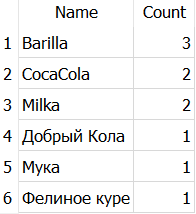 Name Count
1 Barilla 3
2 CocaCola 2
3 Milka 2
4 Добрый Кола 1
5 Мука 1
6 Фелиное куре 1